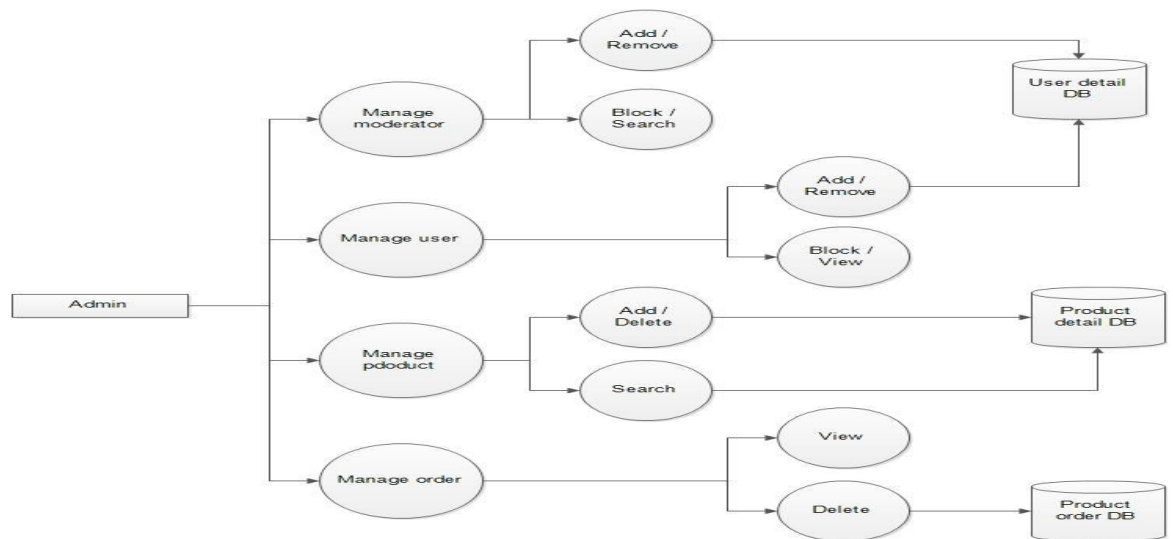 Add /
Remove
User detail
DB
Manage
moderator
Block /
Search
Add /
Remove
Manage user
Block /
View
Admin
Add /
Delete
Product
detail DB
Manage
pdoduct
Search
View
Manage order
Delete
Product
order DB